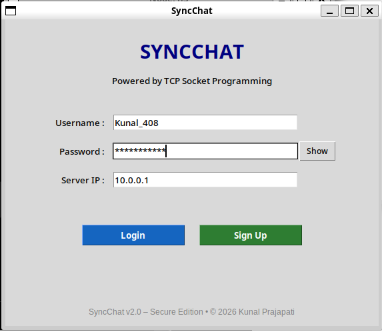 SyncChat
SYNCCHAT
Powered by TCP Socket Programming
Username : Kunal_408
Password : *********** Show
Server IP : 10.0.0.1
Login Sign Up
SyncChat v2.0 – Secure Edition • © 2026 Kunal Prajapati